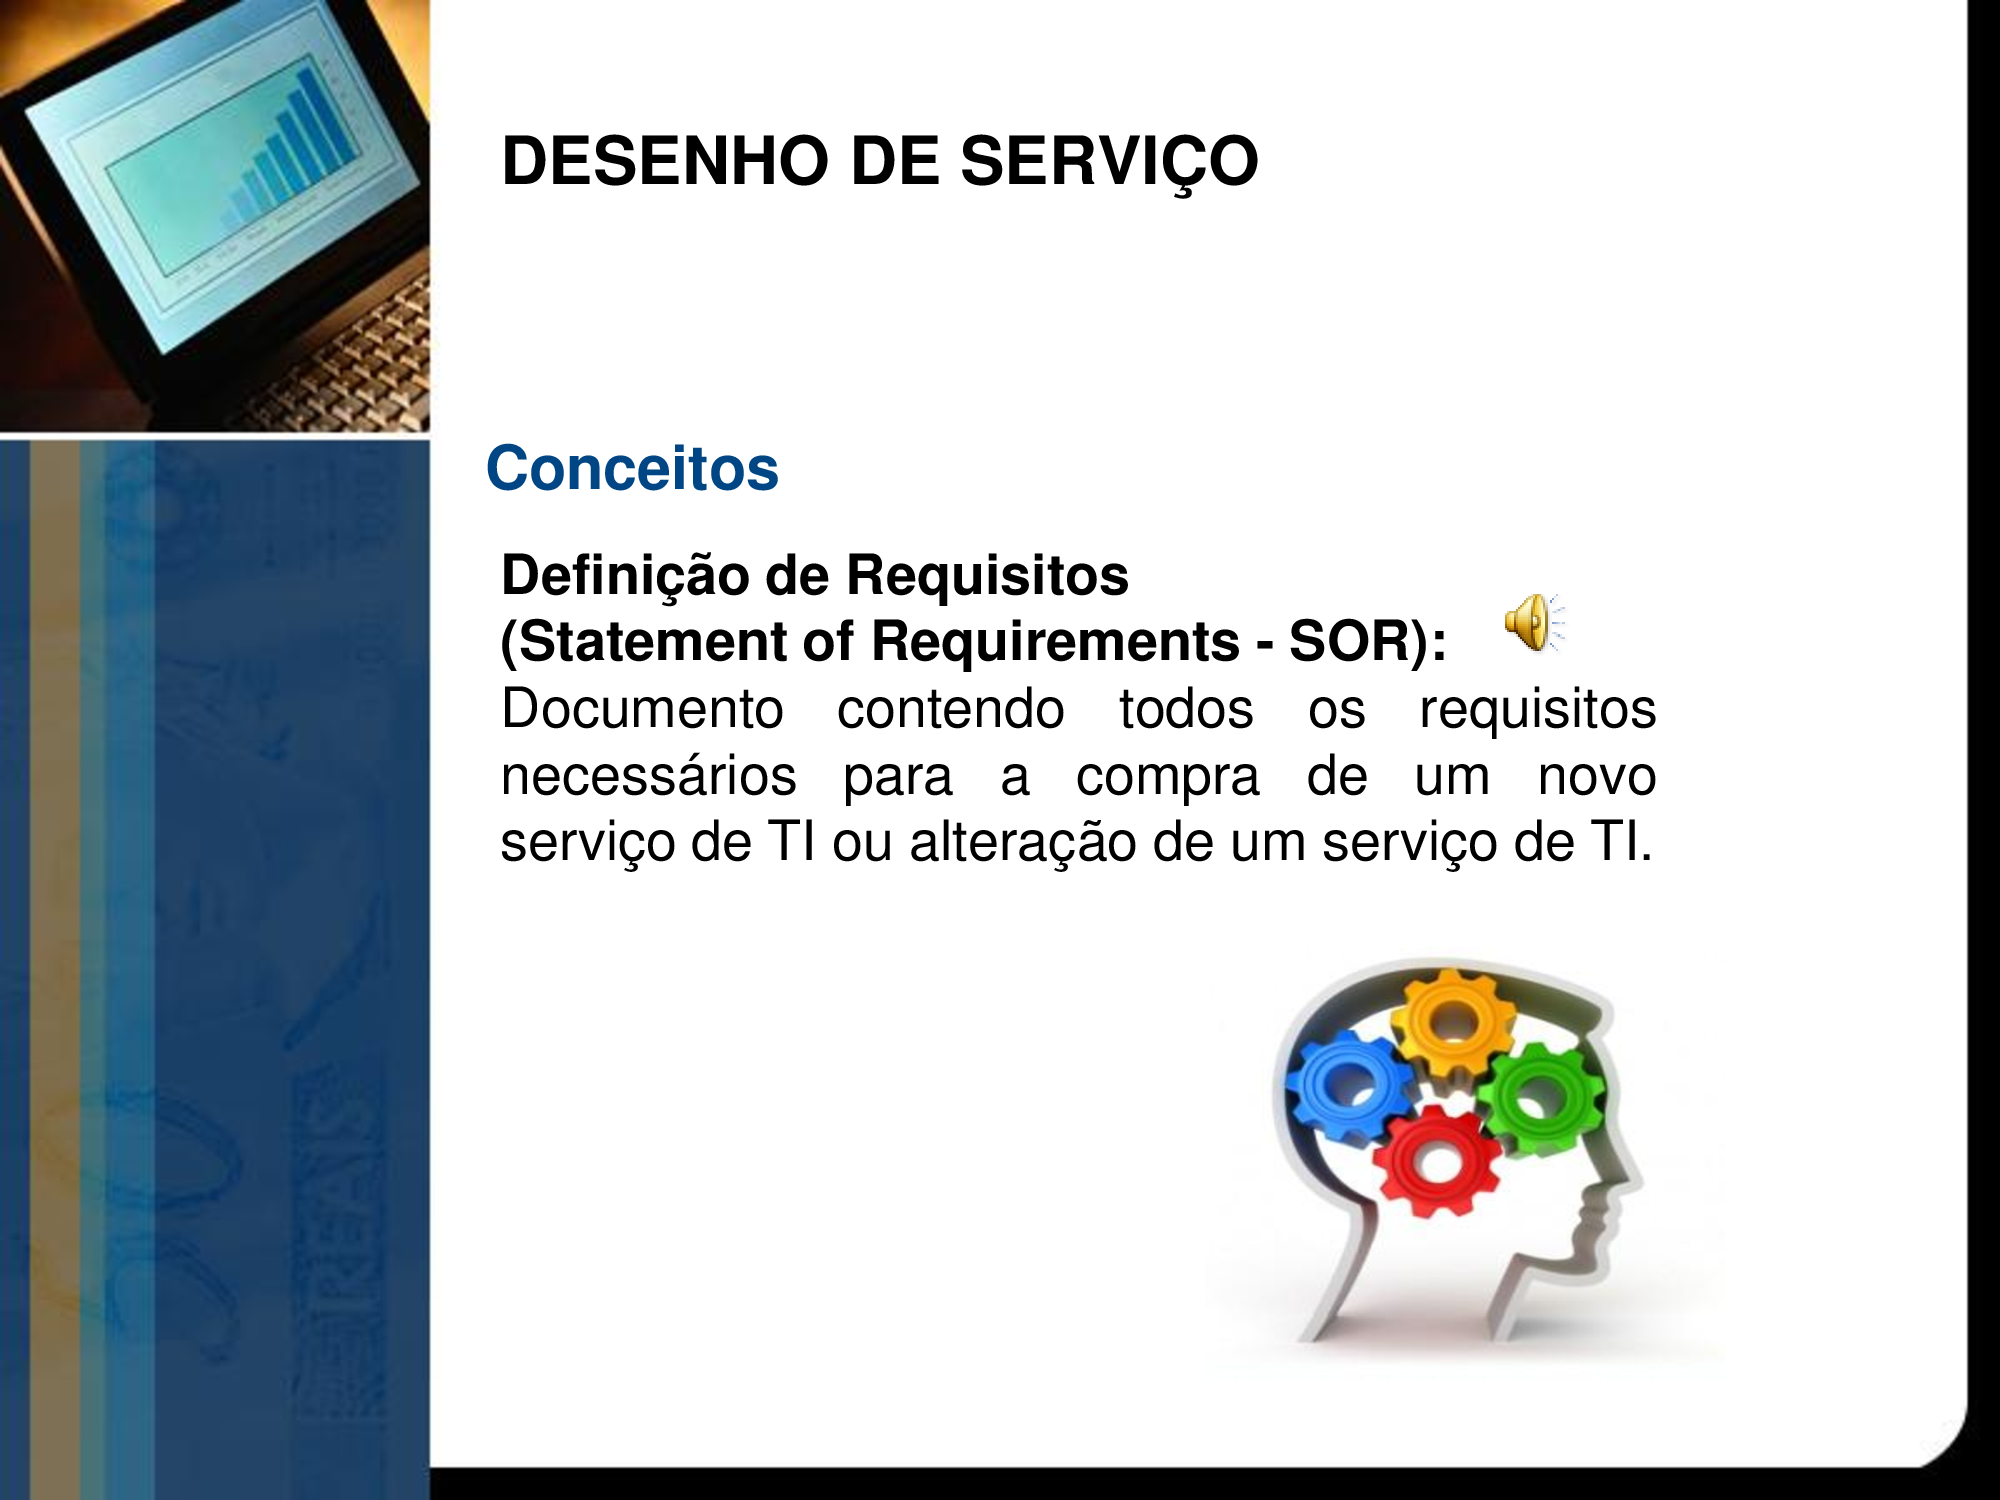 DESENHO DE SERVIÇO
Conceitos
Definição de Requisitos
(Statement of Requirements - SOR):
Documento contendo todos os requisitos
necessários para a compra de um novo
serviço de TI ou alteração de um serviço de TI.
REAIS